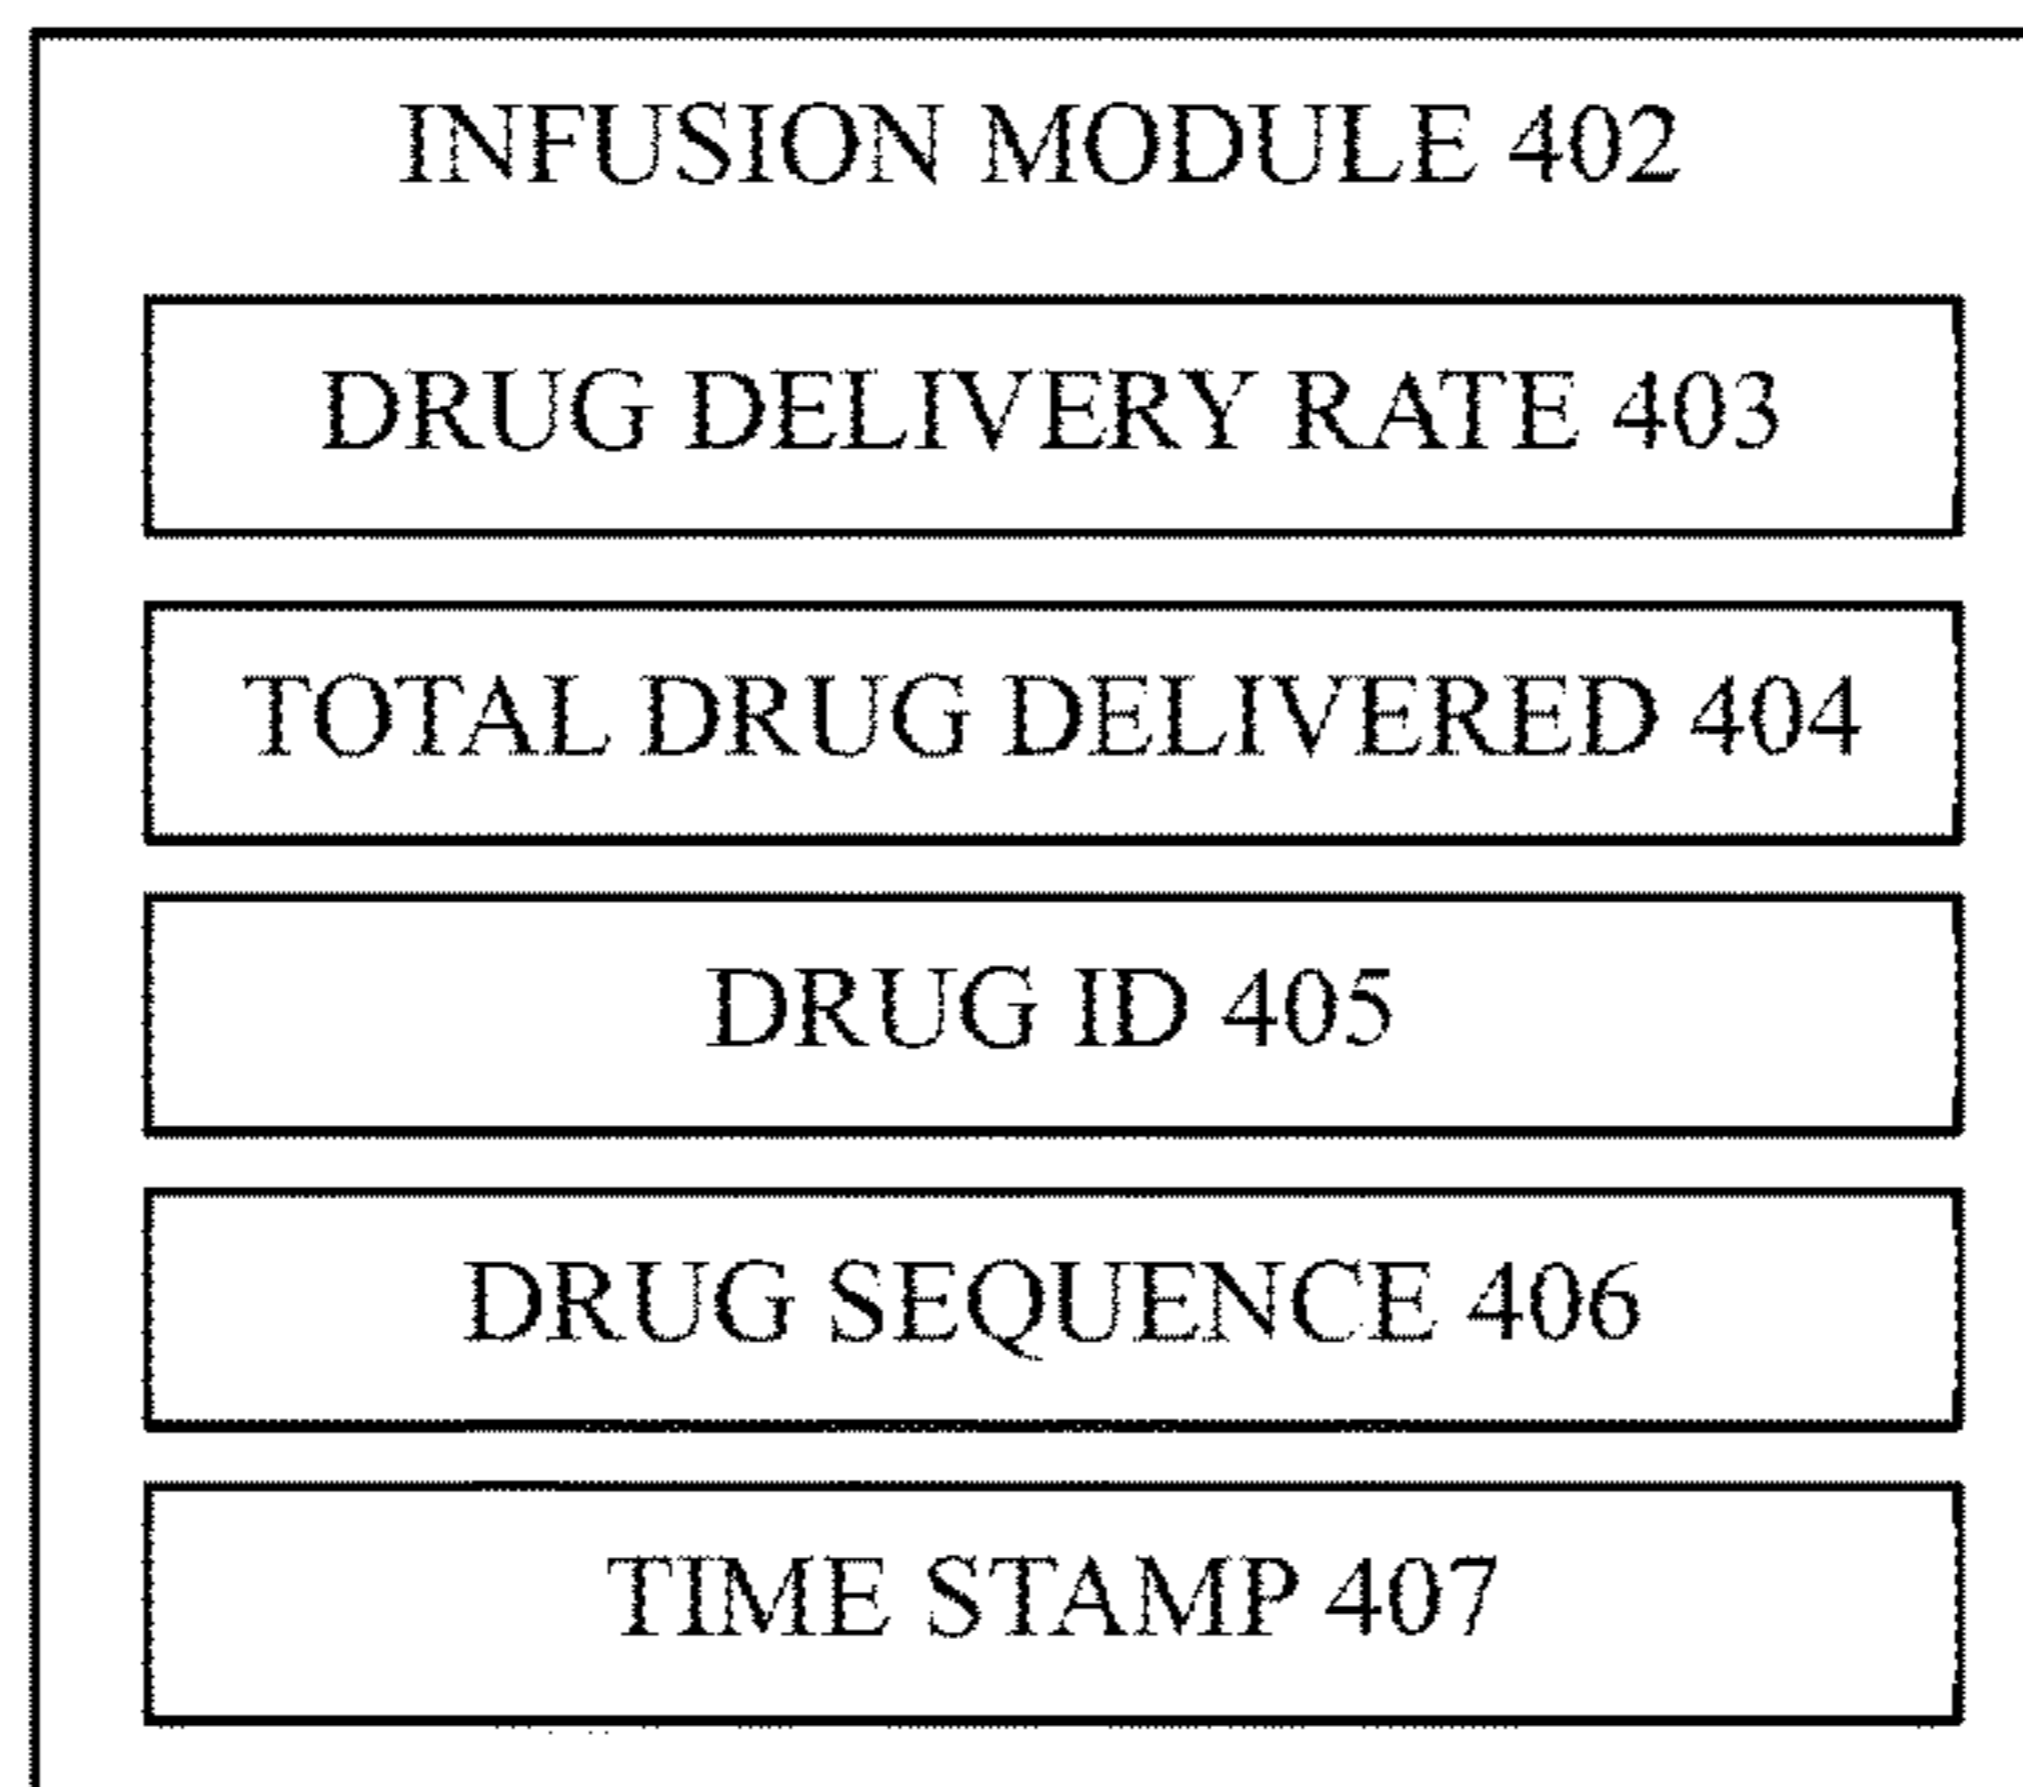 INFUSION MODULE 402
DRUG DELIVERY RATE 403
TOTAL DRUG DELIVERED 404
DRUG ID 405
DRUG SEQUENCE 406
TIME STAMP 407